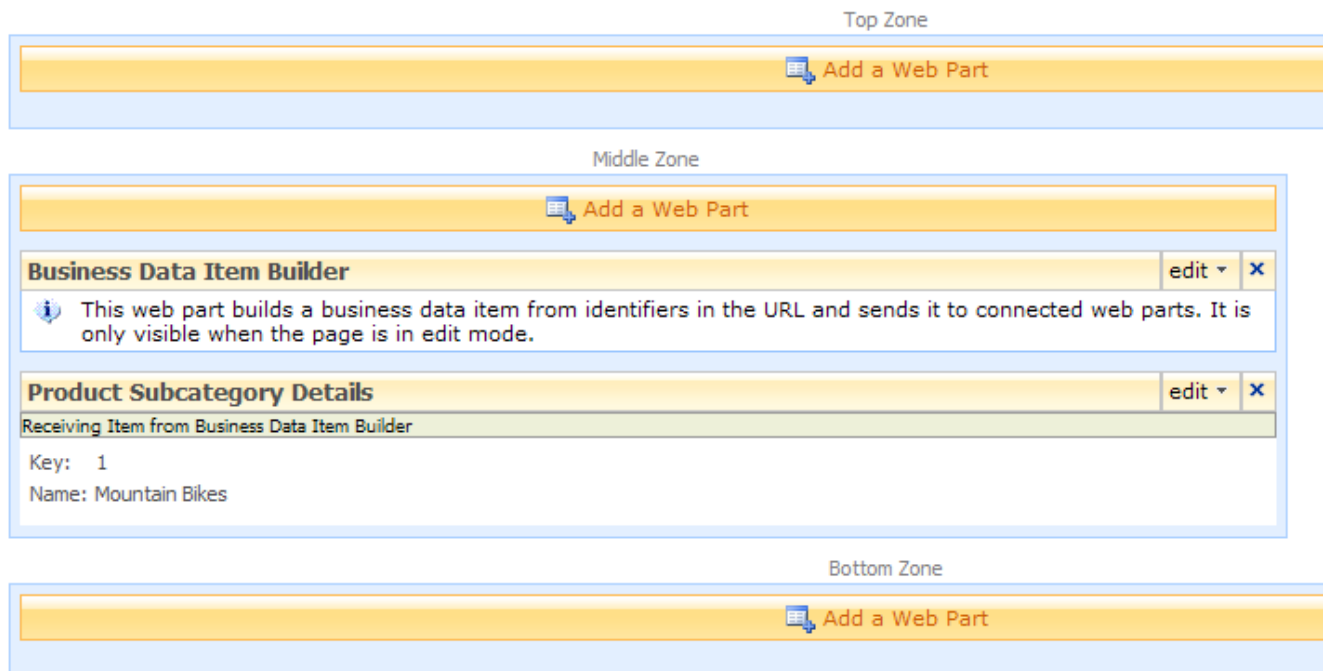 Top Zone
Add a Web Part
Middle Zone
Add a Web Part
Business Data Item Builder edit
This web part builds a business data item from identifiers in the URL and sends it to connected web parts. It is
only visible when the page is in edit mode.
Product Subcategory Details edit
Receiving Item from Business Data Item Builder
Key: 1
Name: Mountain Bikes
Bottom Zone
Add a Web Part